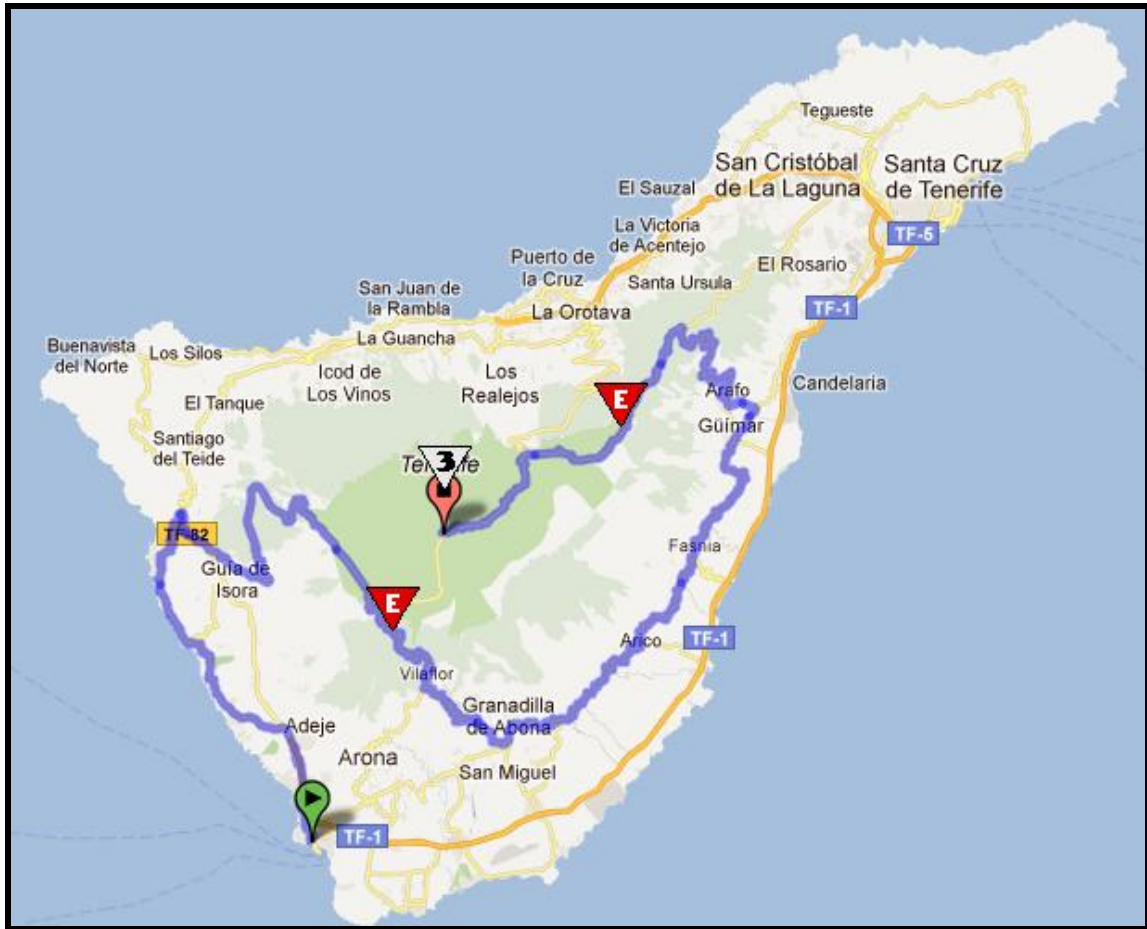 Tegueste
San Cristóbal
de La Laguna
Santa Cruz
de Tenerife
El Sauzal
La Victoria
de Acentejo
TF-5
Puerto de
la Cruz
El Rosario
Santa Ursula
San Juan de
la Rambla
La Orotava
TF-1
Buenavista
del Norte
Los Silos
La Guancha
Icod de
Los Vinos
Los
Realejos
Arafo
Candelaria
El Tanque
E
Güímar
Santiago
del Teide
Tenerife
3
TF-82
Guía de
Isora
Fasnia
E
Arico
TF-1
Vilaflor
Granadilla
de Abona
Adeje
Arona
San Miguel
TF-1